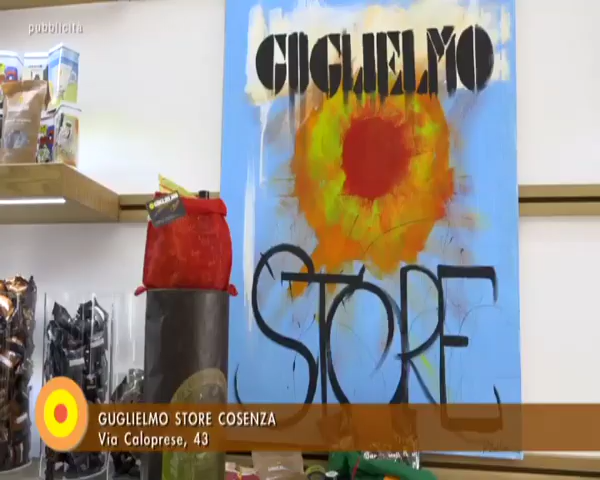 pubblicità
GUGLIELMO
STORE
GUGLIELMO STORE COSENZA
Via Caloprese, 43